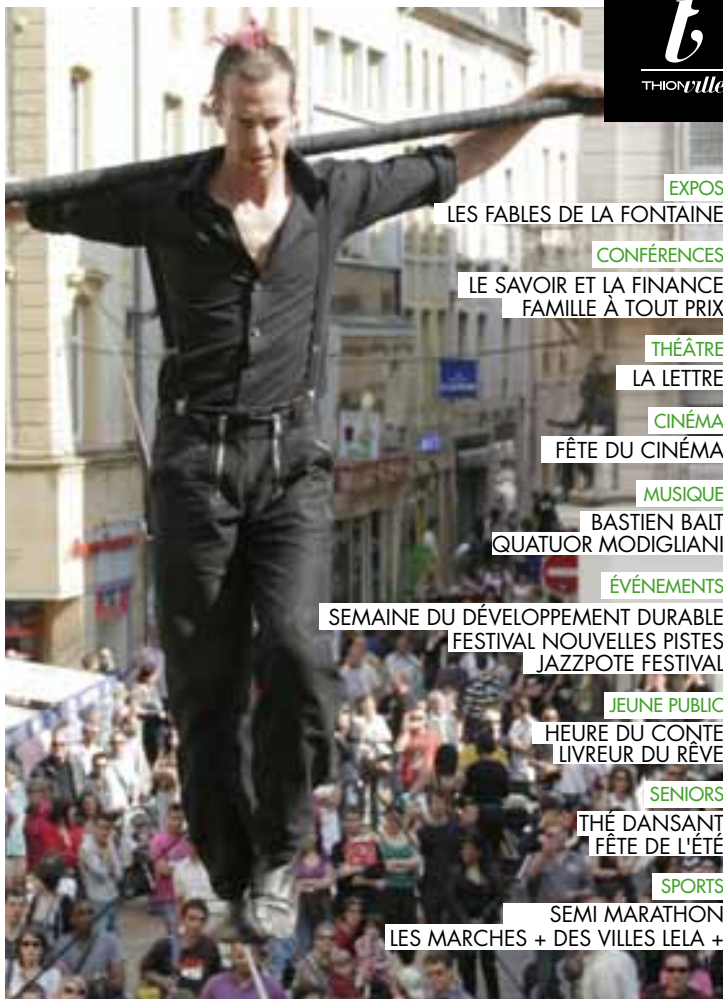 t
THIONville
EXPOS
LES FABLES DE LA FONTAINE
CONFÉRENCES
LE SAVOIR ET LA FINANCE
FAMILLE À TOUT PRIX
THÉÂTRE
LA LETTRE
CINÉMA
FÊTE DU CINÉMA
MUSIQUE
BASTIEN BALT
QUATUOR MODIGLIANI
ÉVÉNEMENTS
SEMAINE DU DÉVELOPPEMENT DURABLE
FESTIVAL NOUVELLES PISTES
JAZZPOTE FESTIVAL
JEUNE PUBLIC
HEURE DU CONTE
LIVREUR DU RÊVE
SENIORS
THÉ DANSANT
FÊTE DE L'ÉTÉ
SPORTS
SEMI MARATHON
LES MARCHES + DES VILLES LELA +